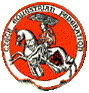 CZECH EQUESTRIAN FEDERATION